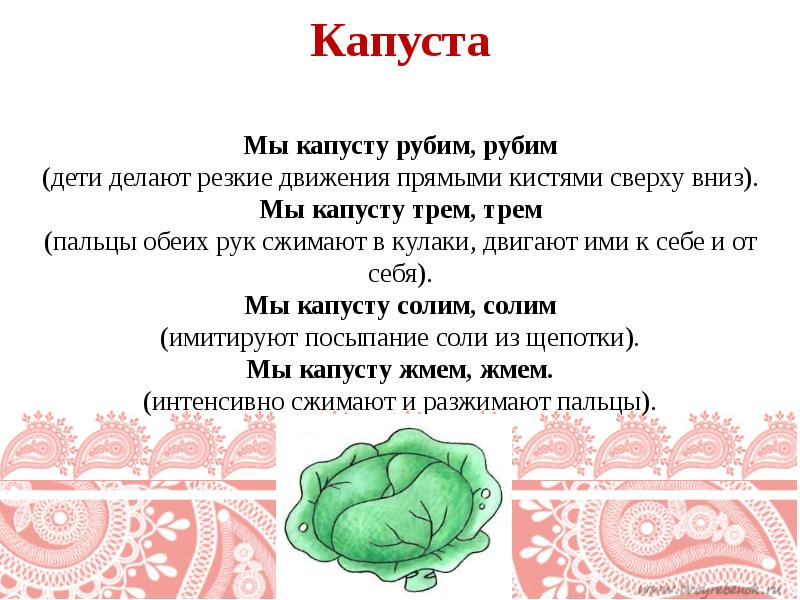 Капуста
Мы капусту рубим, рубим
(дети делают резкие движения прямыми кистями сверху вниз).
Мы капусту трем, трем
(пальцы обеих рук сжимают в кулаки, двигают ими к себе и от
себя).
Мы капусту солим, солим
(имитируют посыпание соли из щепотки).
Мы капусту жмем, жмем.
(интенсивно сжимают и разжимают пальцы).
www.tvoyrebenok.ru